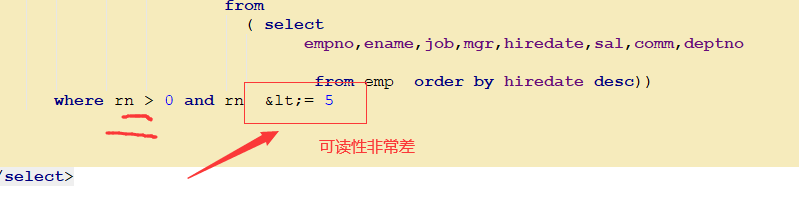 from
( select
empno,ename,job,mgr,hiredate,sal,comm,deptno
from emp  order by hiredate desc))
where rn > 0 and rn  &lt;= 5
可读性非常差
/select>